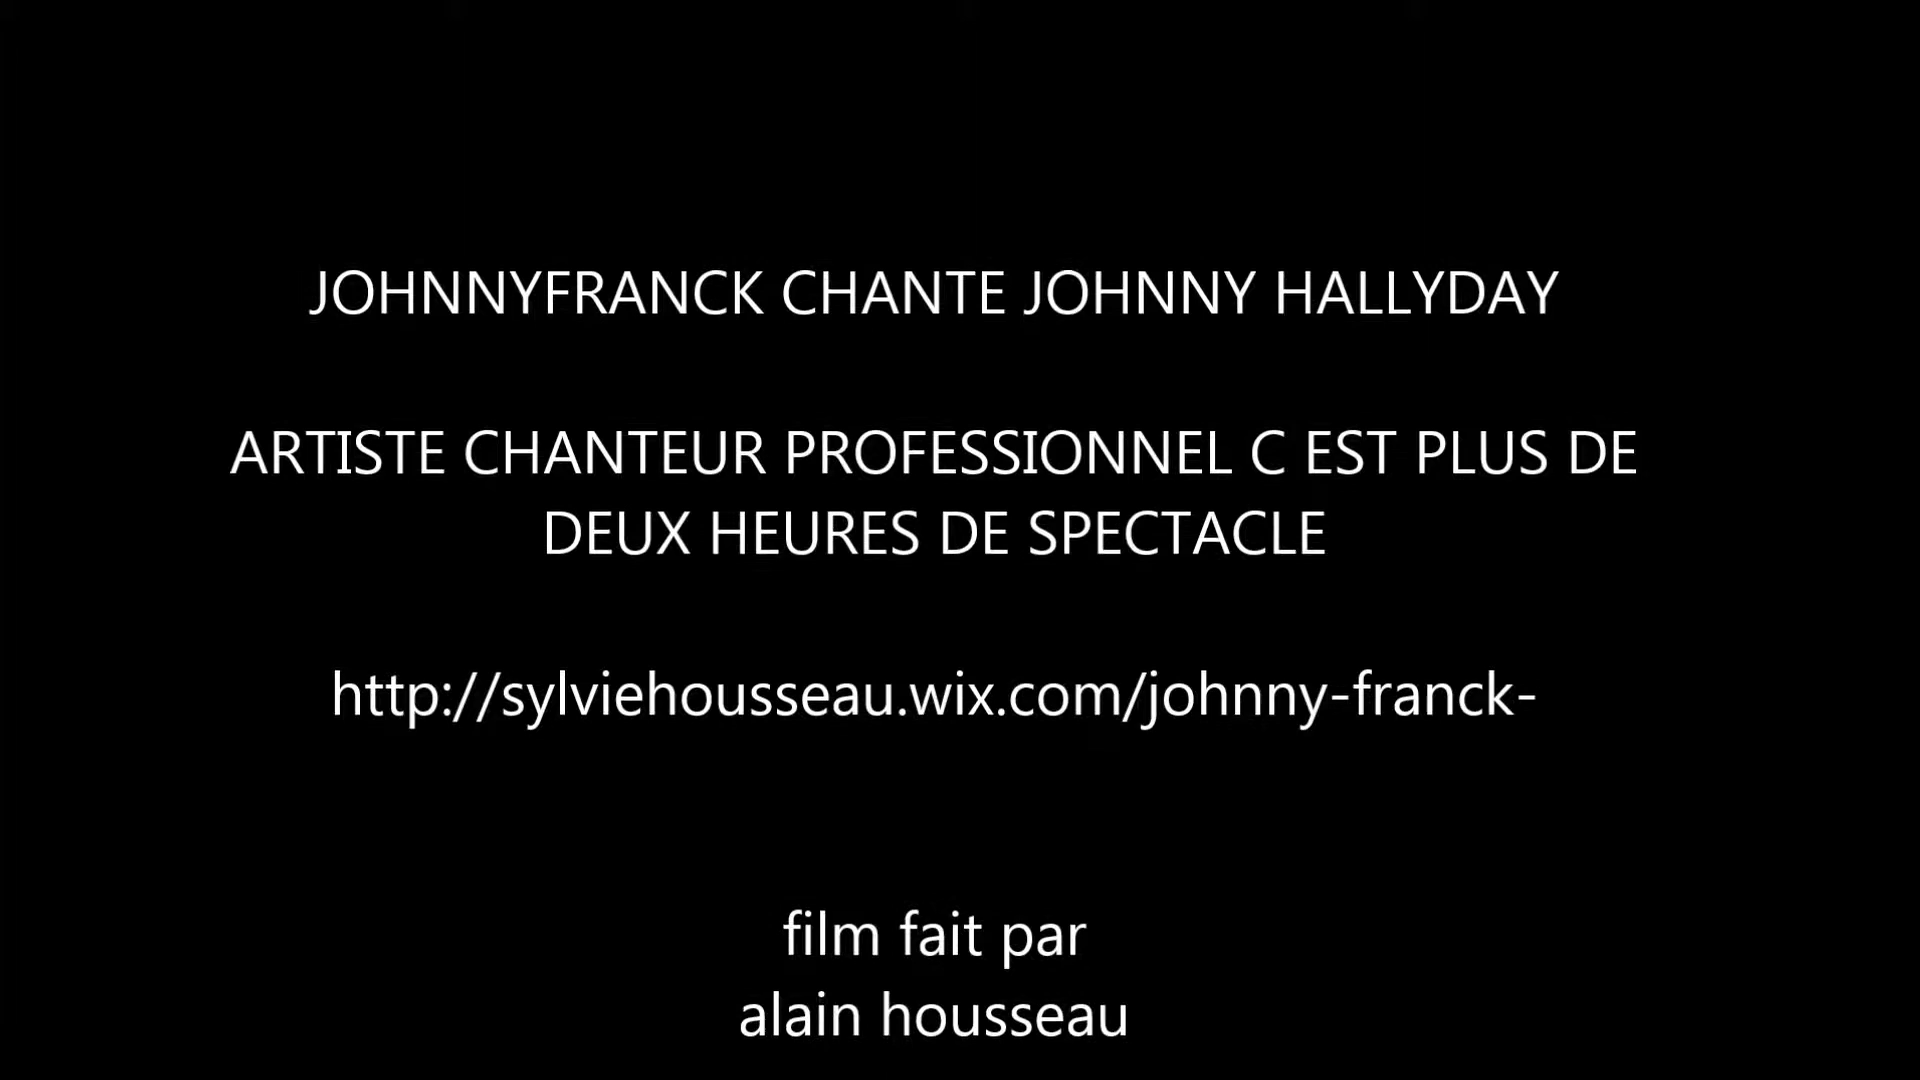 JOHNNYFRANCK CHANTE JOHNNY HALLYDAY
ARTISTE CHANTEUR PROFESSIONNEL C EST PLUS DE
DEUX HEURES DE SPECTACLE
http://sylviehousseau.wix.com/johnny-franck-
film fait par
alain housseau